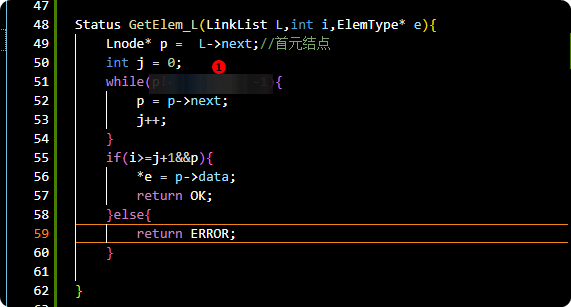 47
48 Status GetElem_L(LinkList L,int i,ElemType* e){
49 Lnode* p =  L->next;//首元结点
50 int j = 0;
1
51 while( ){
52 p = p->next;
53 j++;
54 }
55 if(i>=j+1&&p){
56 *e = p->data;
57 return OK;
58 }else{
59 return ERROR;
60 }
61
62 }